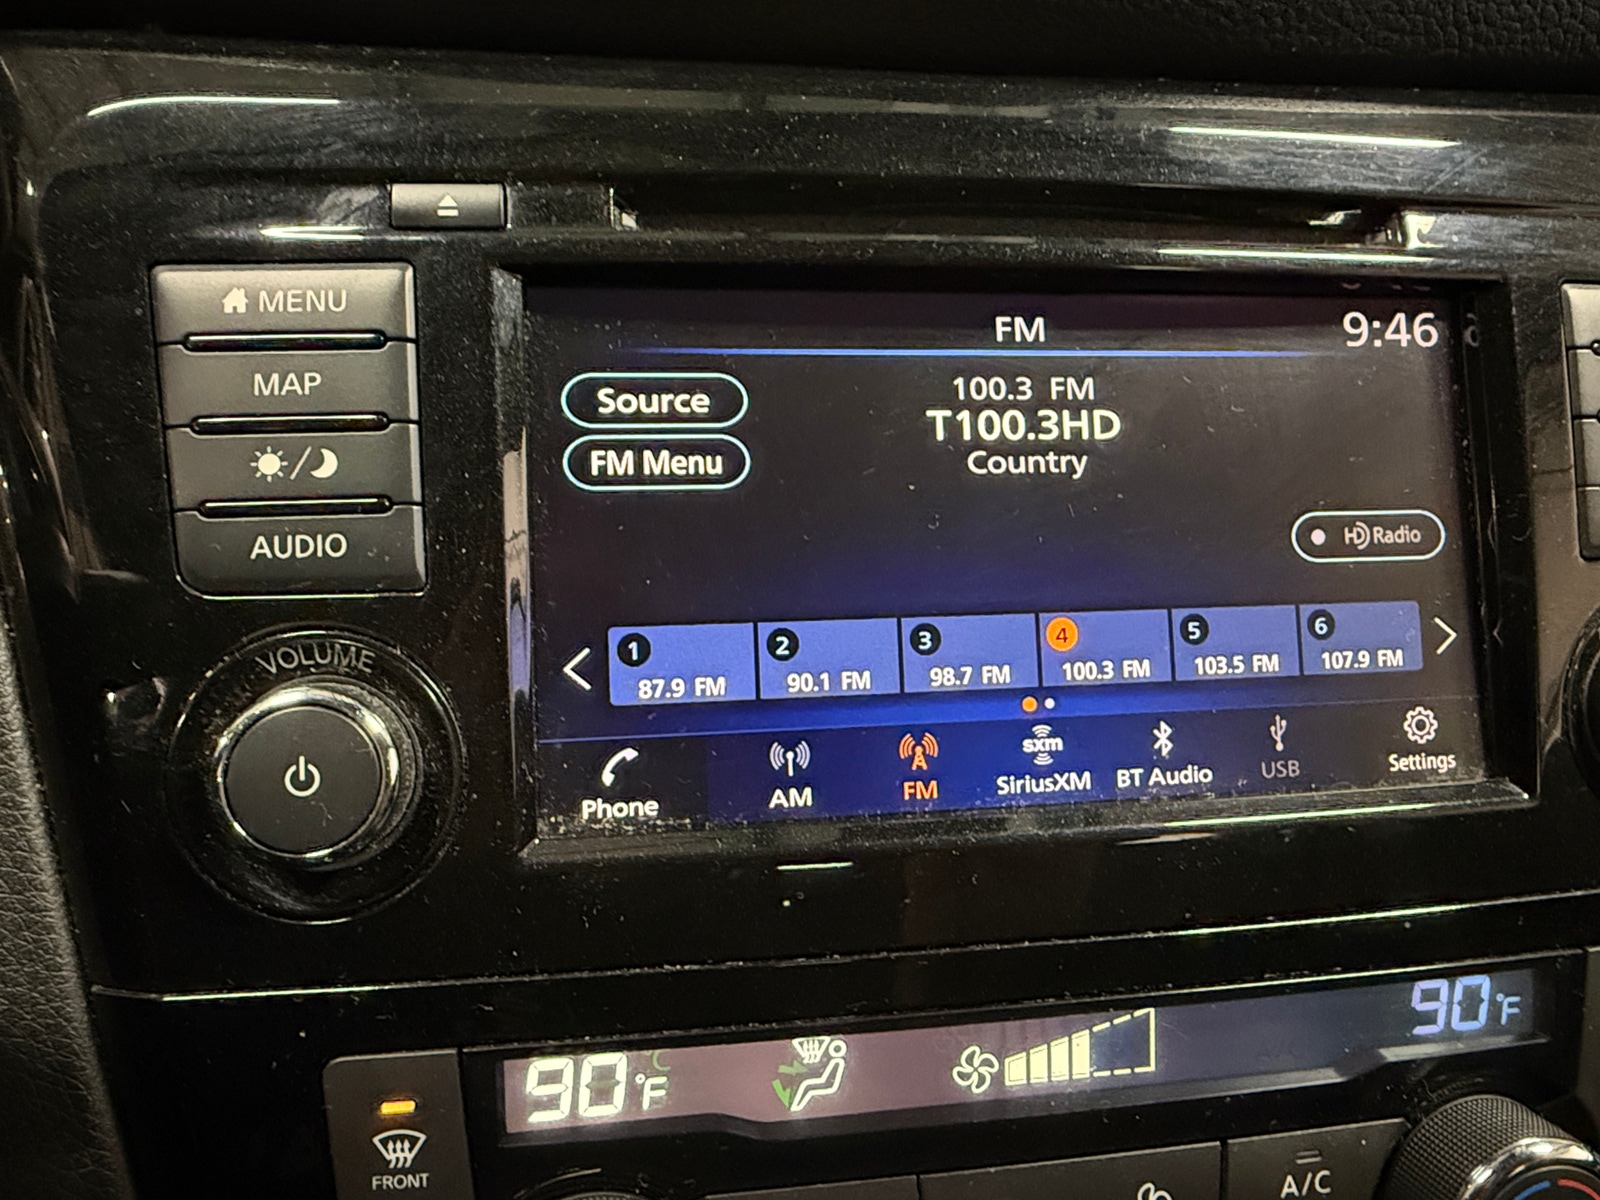 MENU
MAP
AUDIO
VOLUME
FM
9:46
Source
FM Menu
100.3 FM
T100.3HD
Country
HD Radio
1
87.9 FM
2
90.1 FM
3
98.7 FM
4
100.3 FM
5
103.5 FM
6
107.9 FM
Phone
AM
FM
sxm
SiriusXM
BT Audio
USB
Settings
90°F
90°F
FRONT
A/C